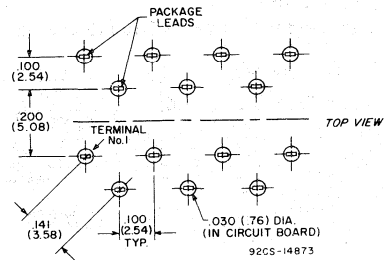 PACKAGE
LEADS
.100
(2.54)
.200
(5.08)
TOP VIEW
TERMINAL
No.1
.141
(3.58)
.100
(2.54)
TYP.
.030 (.76) DIA.
(IN CIRCUIT BOARD)
92CS-14873